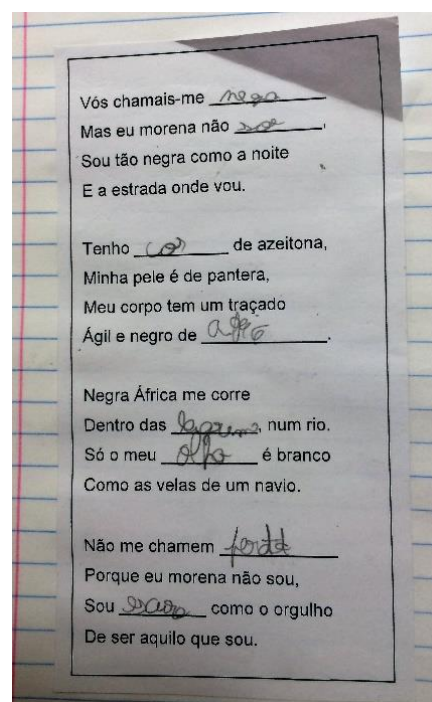 Vós chamais-me nega
Mas eu morena não soe,
Sou tão negra como a noite
E a estrada onde vou.
Tenho cor de azeitona,
Minha pele é de pantera,
Meu corpo tem um traçado
Ágil e negro de.
Negra África me corre
Dentro das, num rio.
Só o meu olho é branco
Como as velas de um navio.
Não me chamem
Porque eu morena não sou,
Sou como o orgulho
De ser aquilo que sou.